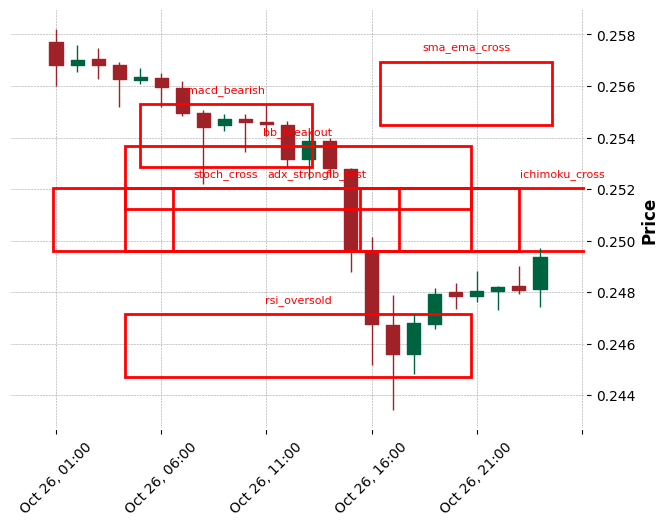 0.258
sma_ema_cross
0.256
macd_bearish
0.254
bb_breakout
0.252
stoch_cross
adx_strong
ichimoku_cross
0.250
Price
0.248
rsi_oversold
0.246
0.244
Oct 26, 01:00
Oct 26, 06:00
Oct 26, 11:00
Oct 26, 16:00
Oct 26, 21:00